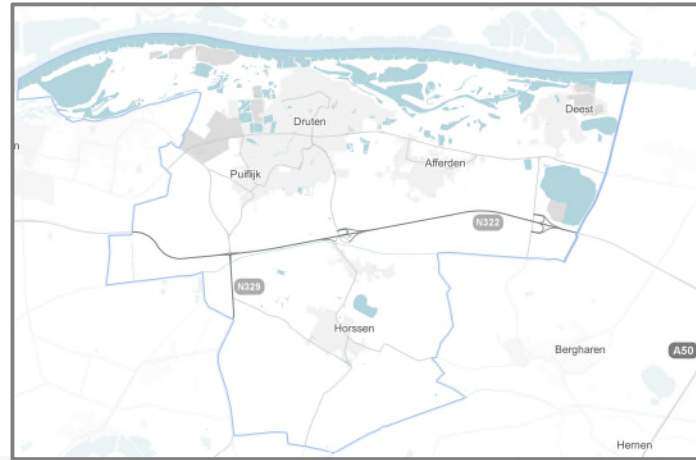 Deest
Druten
Afferden
Puiflijk
N322
N329
Horssen
Bergharen
A50
Hernen